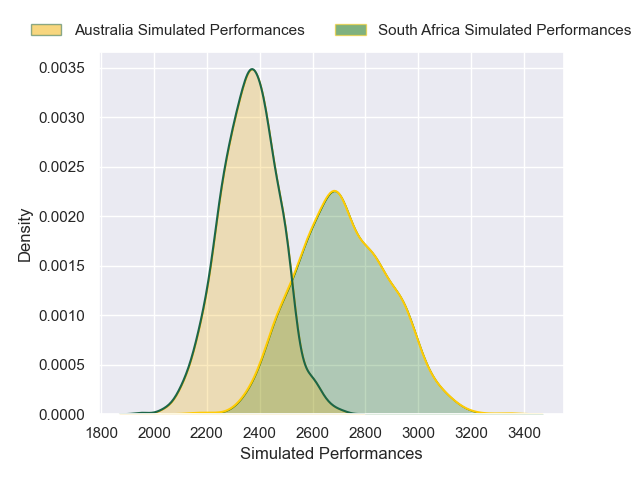 Australia Simulated Performances
South Africa Simulated Performances
0.0035
0.0030
0.0025
0.0020
0.0015
0.0010
0.0005
0.0000
Density
1800 2000 2200 2400 2600 2800 3000 3200 3400
Simulated Performances